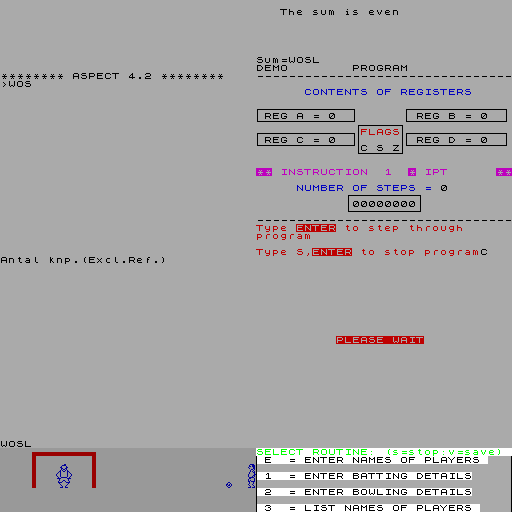 The sum is even
******** ASPECT 4.2 ********
>WOS
Sum=WOSL
DEMO PROGRAM
CONTENTS OF REGISTERS
REG A = 0 REG B = 0
FLAGS
REG C = 0 REG D = 0
C S Z
** INSTRUCTION 1 * IPT **
NUMBER OF STEPS = 0
00000000
Type ENTER to step through
program
Type S,ENTER to stop programC
Antal knp.(Excl.Ref.)
PLEASE WAIT
WOSL
SELECT ROUTINE: (s=stop:v=save)
E = ENTER NAMES OF PLAYERS
1 = ENTER BATTING DETAILS
2 = ENTER BOWLING DETAILS
3 = LIST NAMES OF PLAYERS